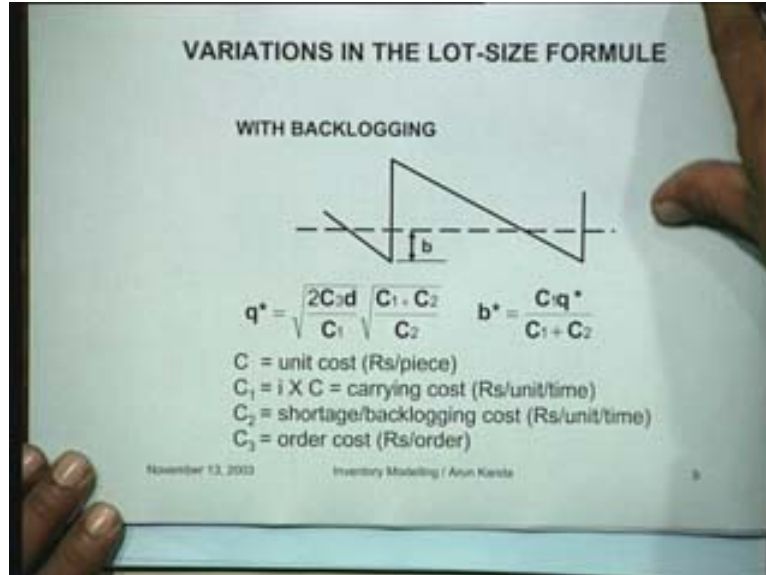 VARIATIONS IN THE LOT-SIZE FORMULE
WITH BACKLOGGING
b
q* = √(2C₃d / C₁) √(C₁ + C₂ / C₂) b* = C₁q* / C₁ + C₂
C = unit cost (Rs/piece)
C₁ = i X C = carrying cost (Rs/unit/time)
C₂ = shortage/backlogging cost (Rs/unit/time)
C₃ = order cost (Rs/order)
November 13, 2003 Inventory Modelling / Arun Kanda